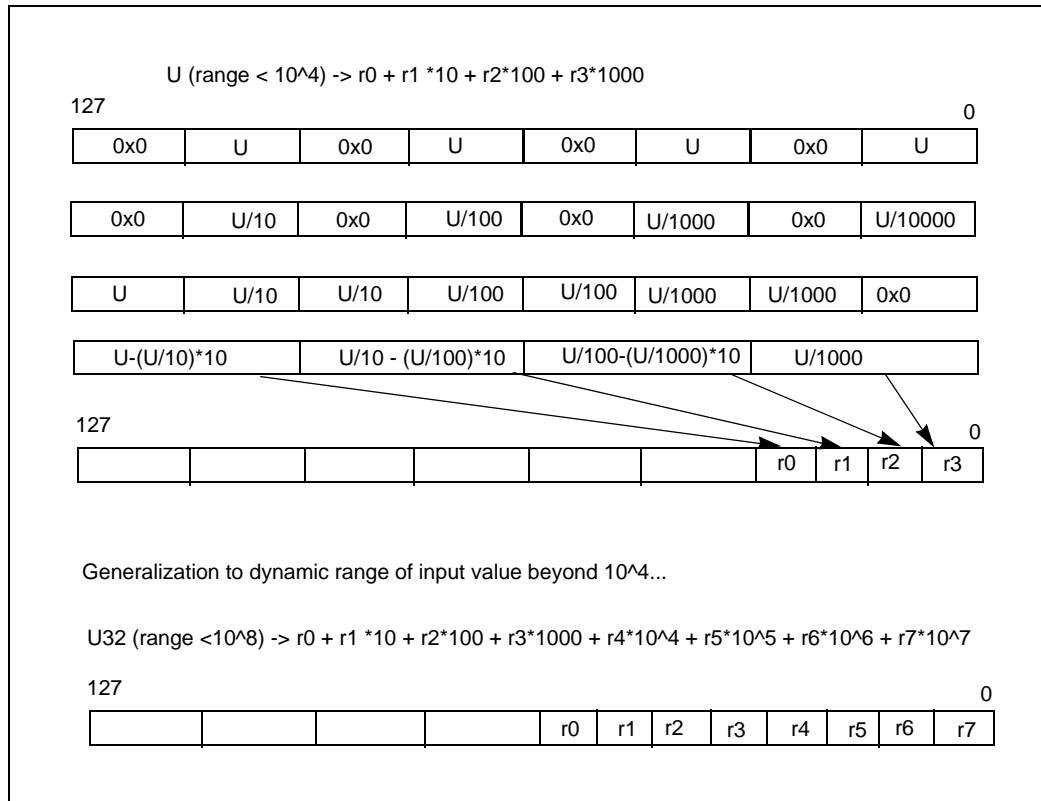 U (range < 10^4) -> r0 + r1 *10 + r2*100 + r3*1000
127 0
0x0 U 0x0 U 0x0 U 0x0 U
0x0 U/10 0x0 U/100 0x0 U/1000 0x0 U/10000
U U/10 U/10 U/100 U/100 U/1000 U/1000 0x0
U-(U/10)*10 U/10 - (U/100)*10 U/100-(U/1000)*10 U/1000
127 0
r0 r1 r2 r3
Generalization to dynamic range of input value beyond 10^4...
U32 (range <10^8) -> r0 + r1 *10 + r2*100 + r3*1000 + r4*10^4 + r5*10^5 + r6*10^6 + r7*10^7
127 0
r0 r1 r2 r3 r4 r5 r6 r7